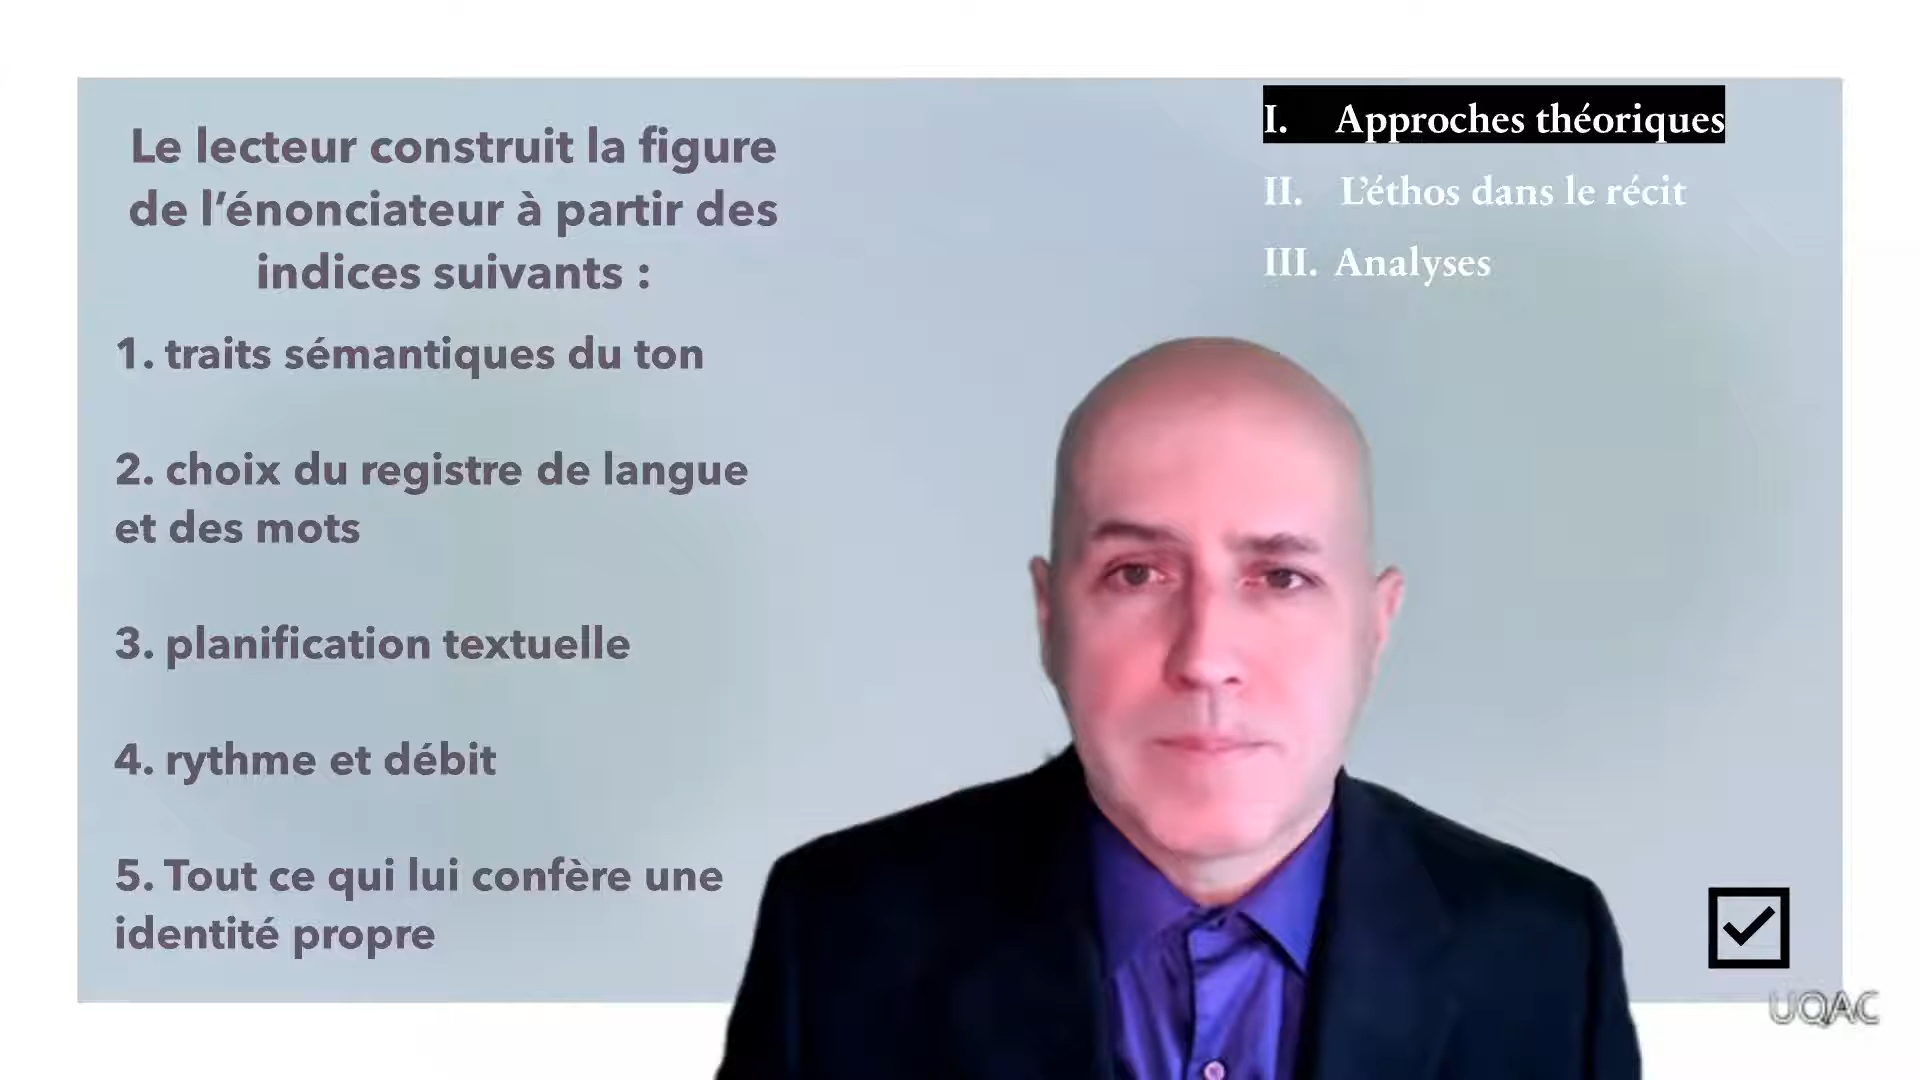 Le lecteur construit la figure
de l'énonciateur à partir des
indices suivants :
1. traits sémantiques du ton
2. choix du registre de langue
et des mots
3. planification textuelle
4. rythme et débit
5. Tout ce qui lui confère une
identité propre
I. Approches théoriques
II. L'éthos dans le récit
III. Analyses
UQAC